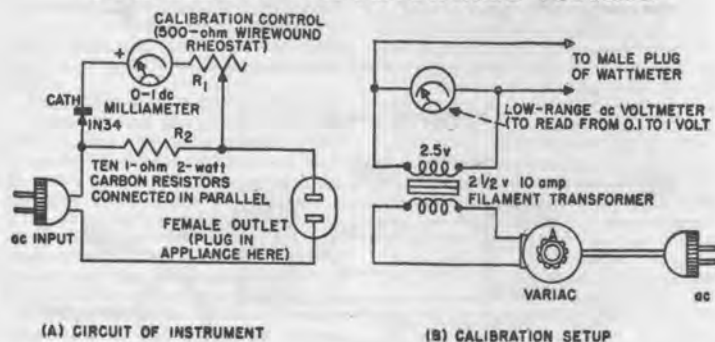 CALIBRATION CONTROL
(500-ohm WIREWOUND
RHEOSTAT)
+
R1
0-1 dc
MILLIAMETER
CATH
IN34
R2
TEN 1-ohm 2-watt
CARBON RESISTORS
CONNECTED IN PARALLEL
ac INPUT
FEMALE OUTLET
(PLUG IN
APPLIANCE HERE)
(A) CIRCUIT OF INSTRUMENT
TO MALE PLUG
OF WATTMETER
LOW-RANGE ac VOLTMETER
(TO READ FROM 0.1 TO 1 VOLT
2.5v
2 1/2 v 10 amp
FILAMENT TRANSFORMER
VARIAC
ac
(B) CALIBRATION SETUP